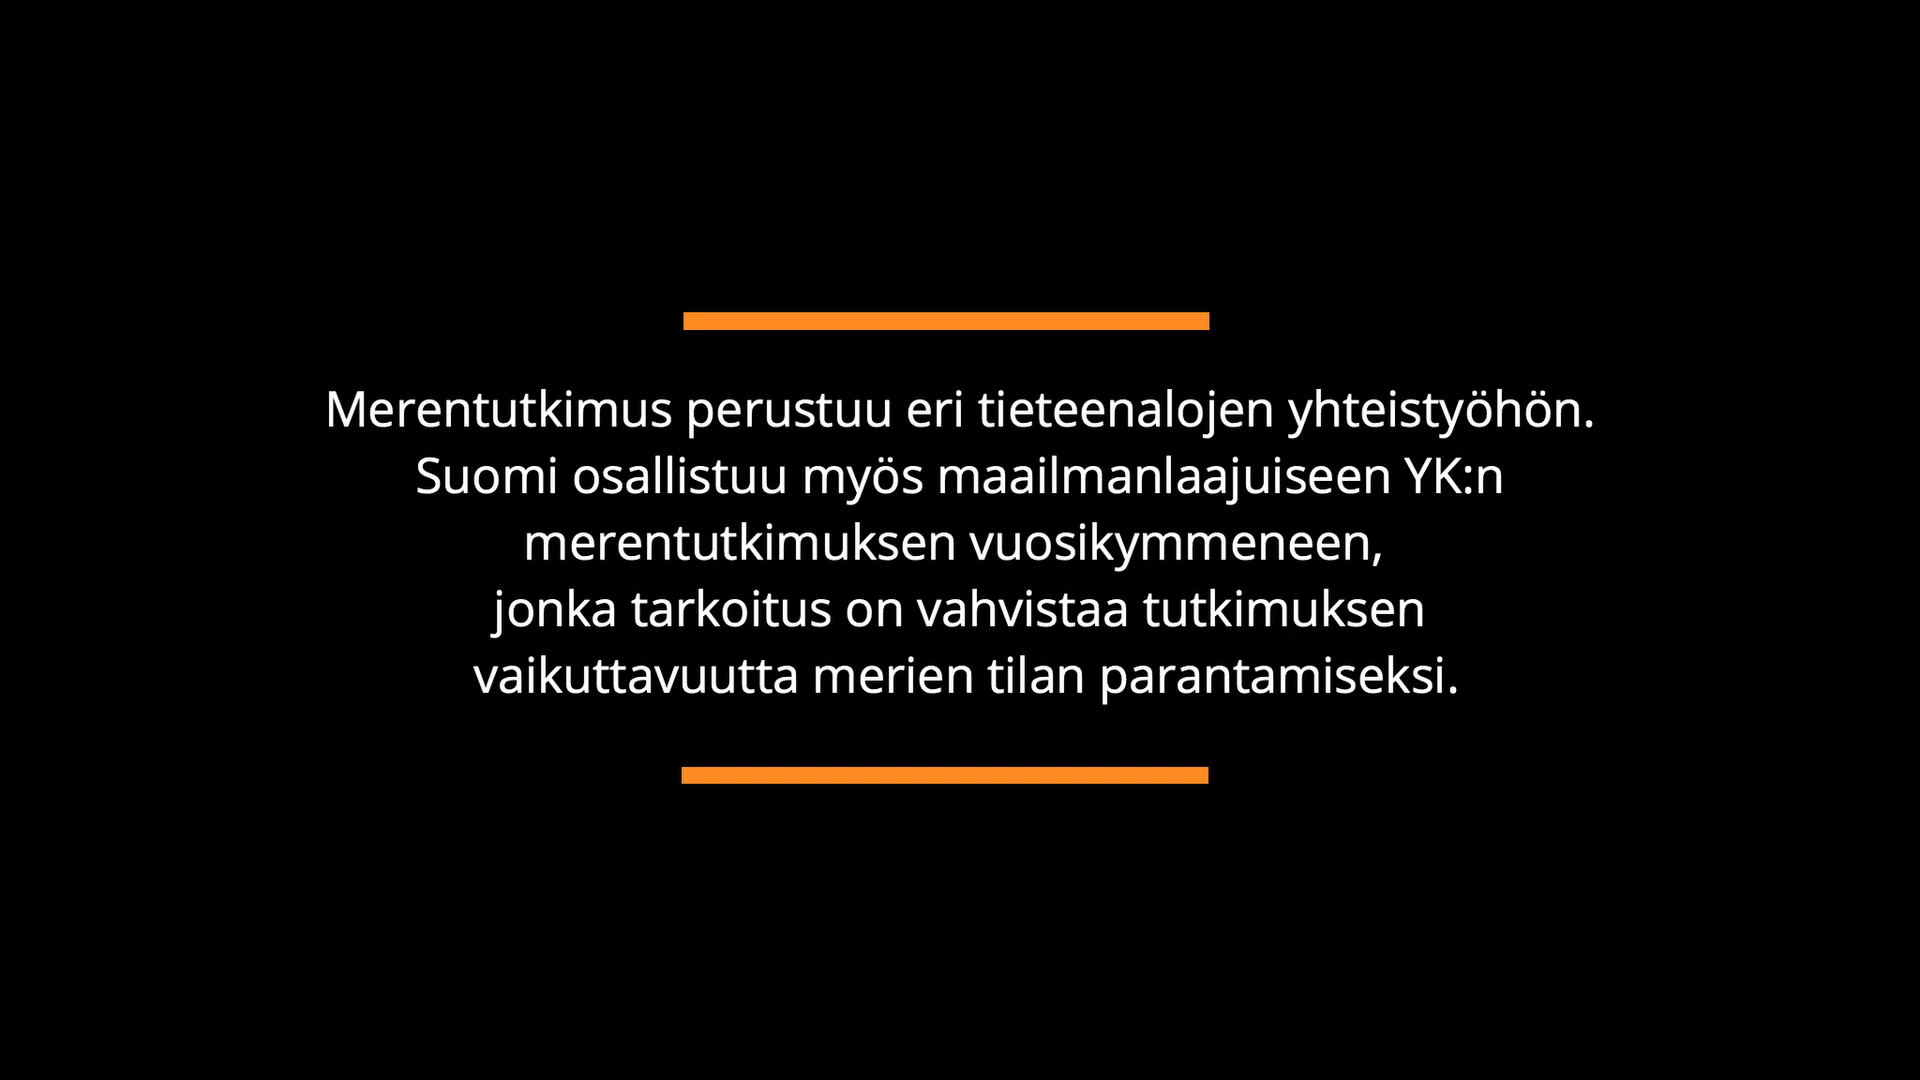 Merentutkimus perustuu eri tieteenalojen yhteistyöhön.
Suomi osallistuu myös maailmanlaajuiseen YK:n
merentutkimuksen vuosikymmeneen,
jonka tarkoitus on vahvistaa tutkimuksen
vaikuttavuutta merien tilan parantamiseksi.